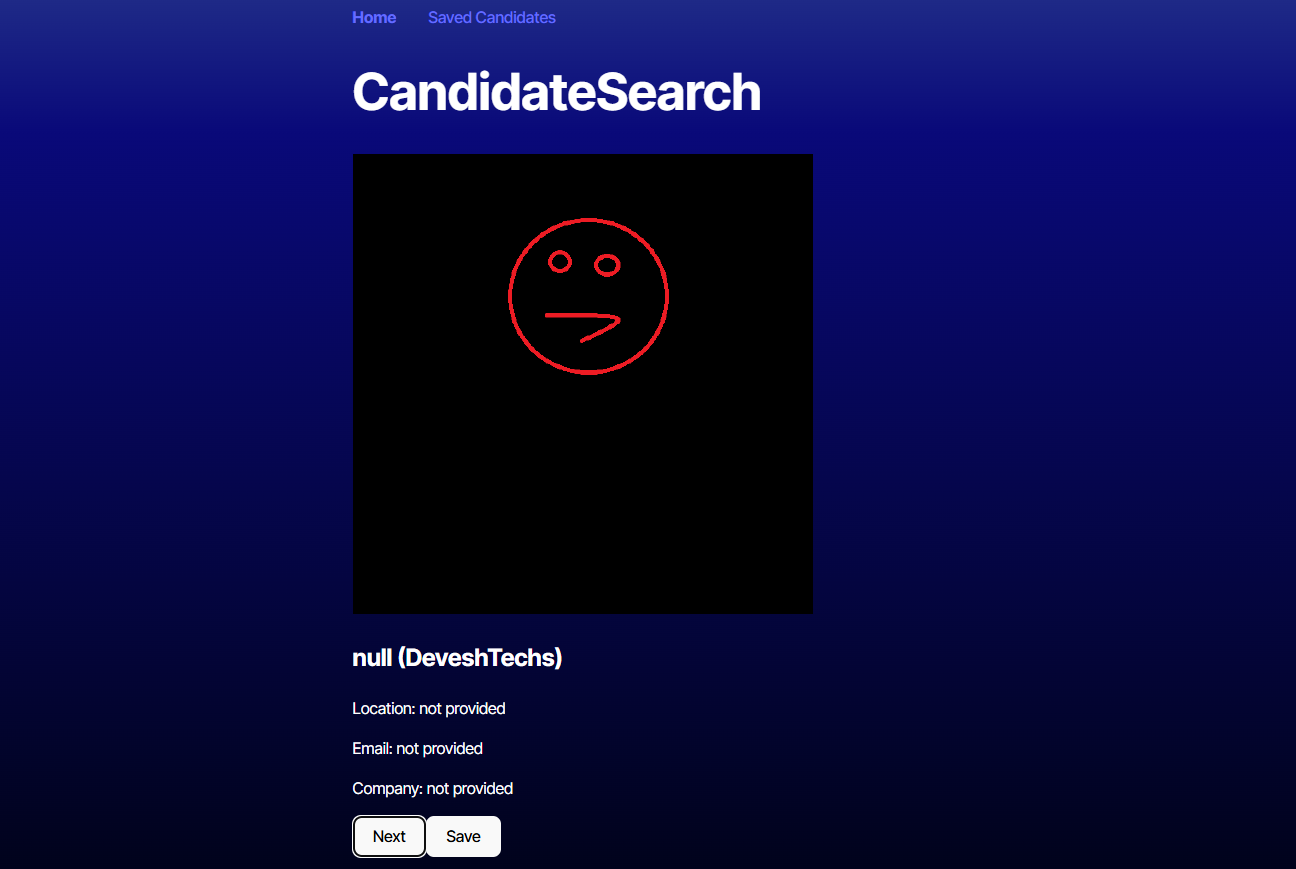 Home Saved Candidates
CandidateSearch
null (DeveshTechs)
Location: not provided
Email: not provided
Company: not provided
Next Save